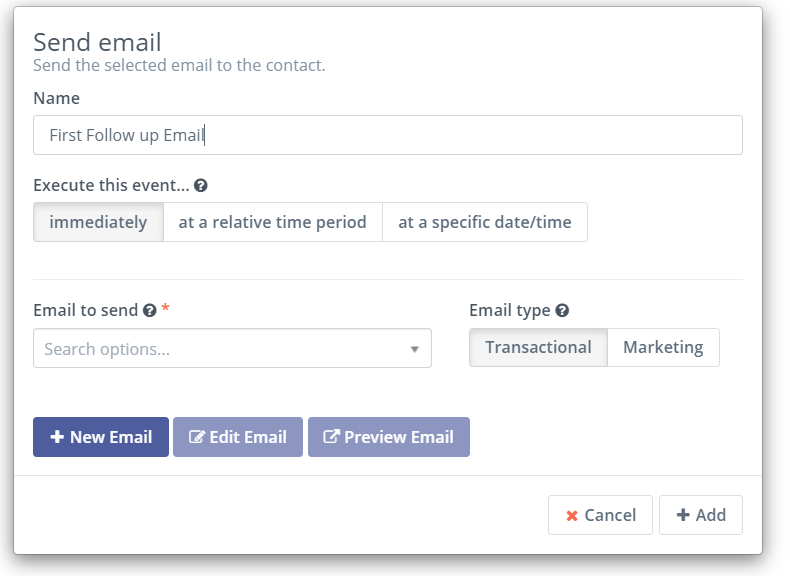 Send email
Send the selected email to the contact.
Name
First Follow up Email
Execute this event...
immediately at a relative time period at a specific date/time
Email to send * Email type
Search options... Transactional Marketing
New Email Edit Email Preview Email
Cancel Add